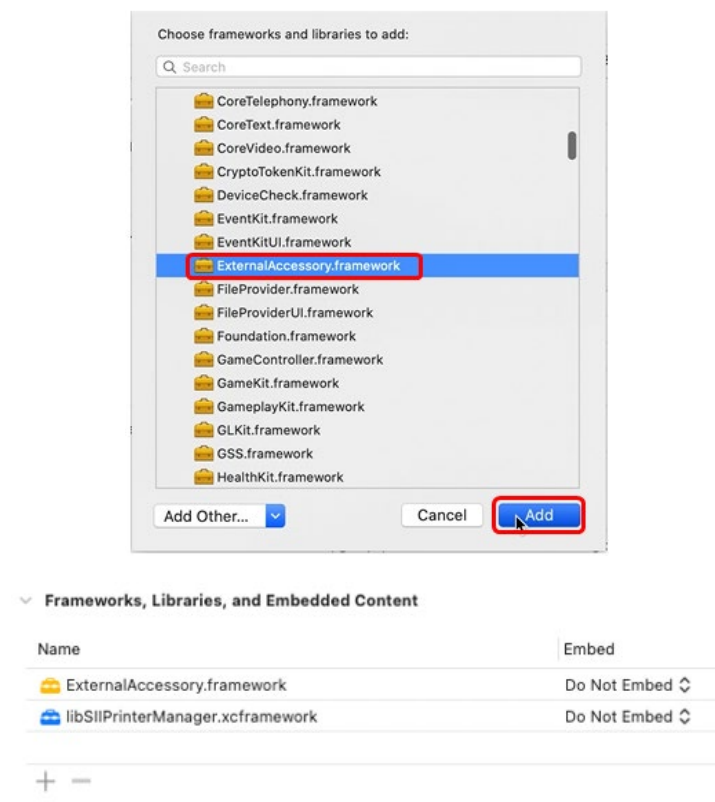 Choose frameworks and libraries to add:
Search
CoreTelephony.framework
CoreText.framework
CoreVideo.framework
CryptoTokenKit.framework
DeviceCheck.framework
EventKit.framework
EventKitUI.framework
ExternalAccessory.framework
FileProvider.framework
FileProviderUI.framework
Foundation.framework
GameController.framework
GameKit.framework
GameplayKit.framework
GLKit.framework
GSS.framework
HealthKit.framework
Add Other... Cancel Add
Frameworks, Libraries, and Embedded Content
Name Embed
ExternalAccessory.framework Do Not Embed
libSIIPrinterManager.xcframework Do Not Embed